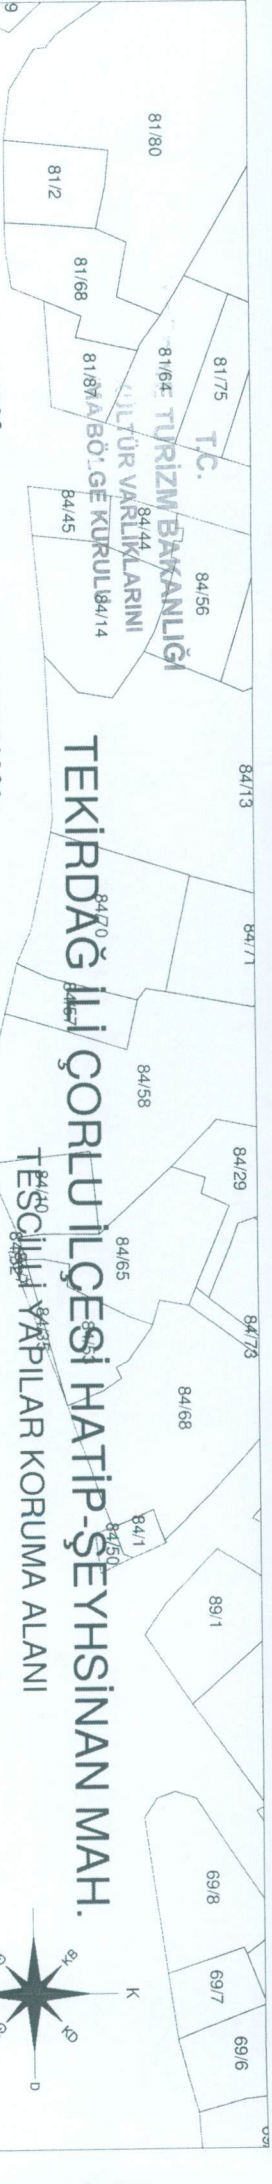 81/80
81/2
81/68
81/75
81/64
81/87
T.C.
TURİZM BAKANLIĞI
KÜLTÜR VARLIKLARINI
BÖLGE KURULU
84/44
84/45
84/14
84/56
84/13
84/70
84/71
84/67
84/58
84/29
84/10
84/65
84/73
84/68
84/1
84/50
89/1
69/8
69/7
69/6
TEKİRDAĞ İLİ ÇORLU İLÇESİ HATİP-ŞEYHSİNAN MAH.
TESCİLLİ YAPILAR KORUMA ALANI
K
KB
KD
D